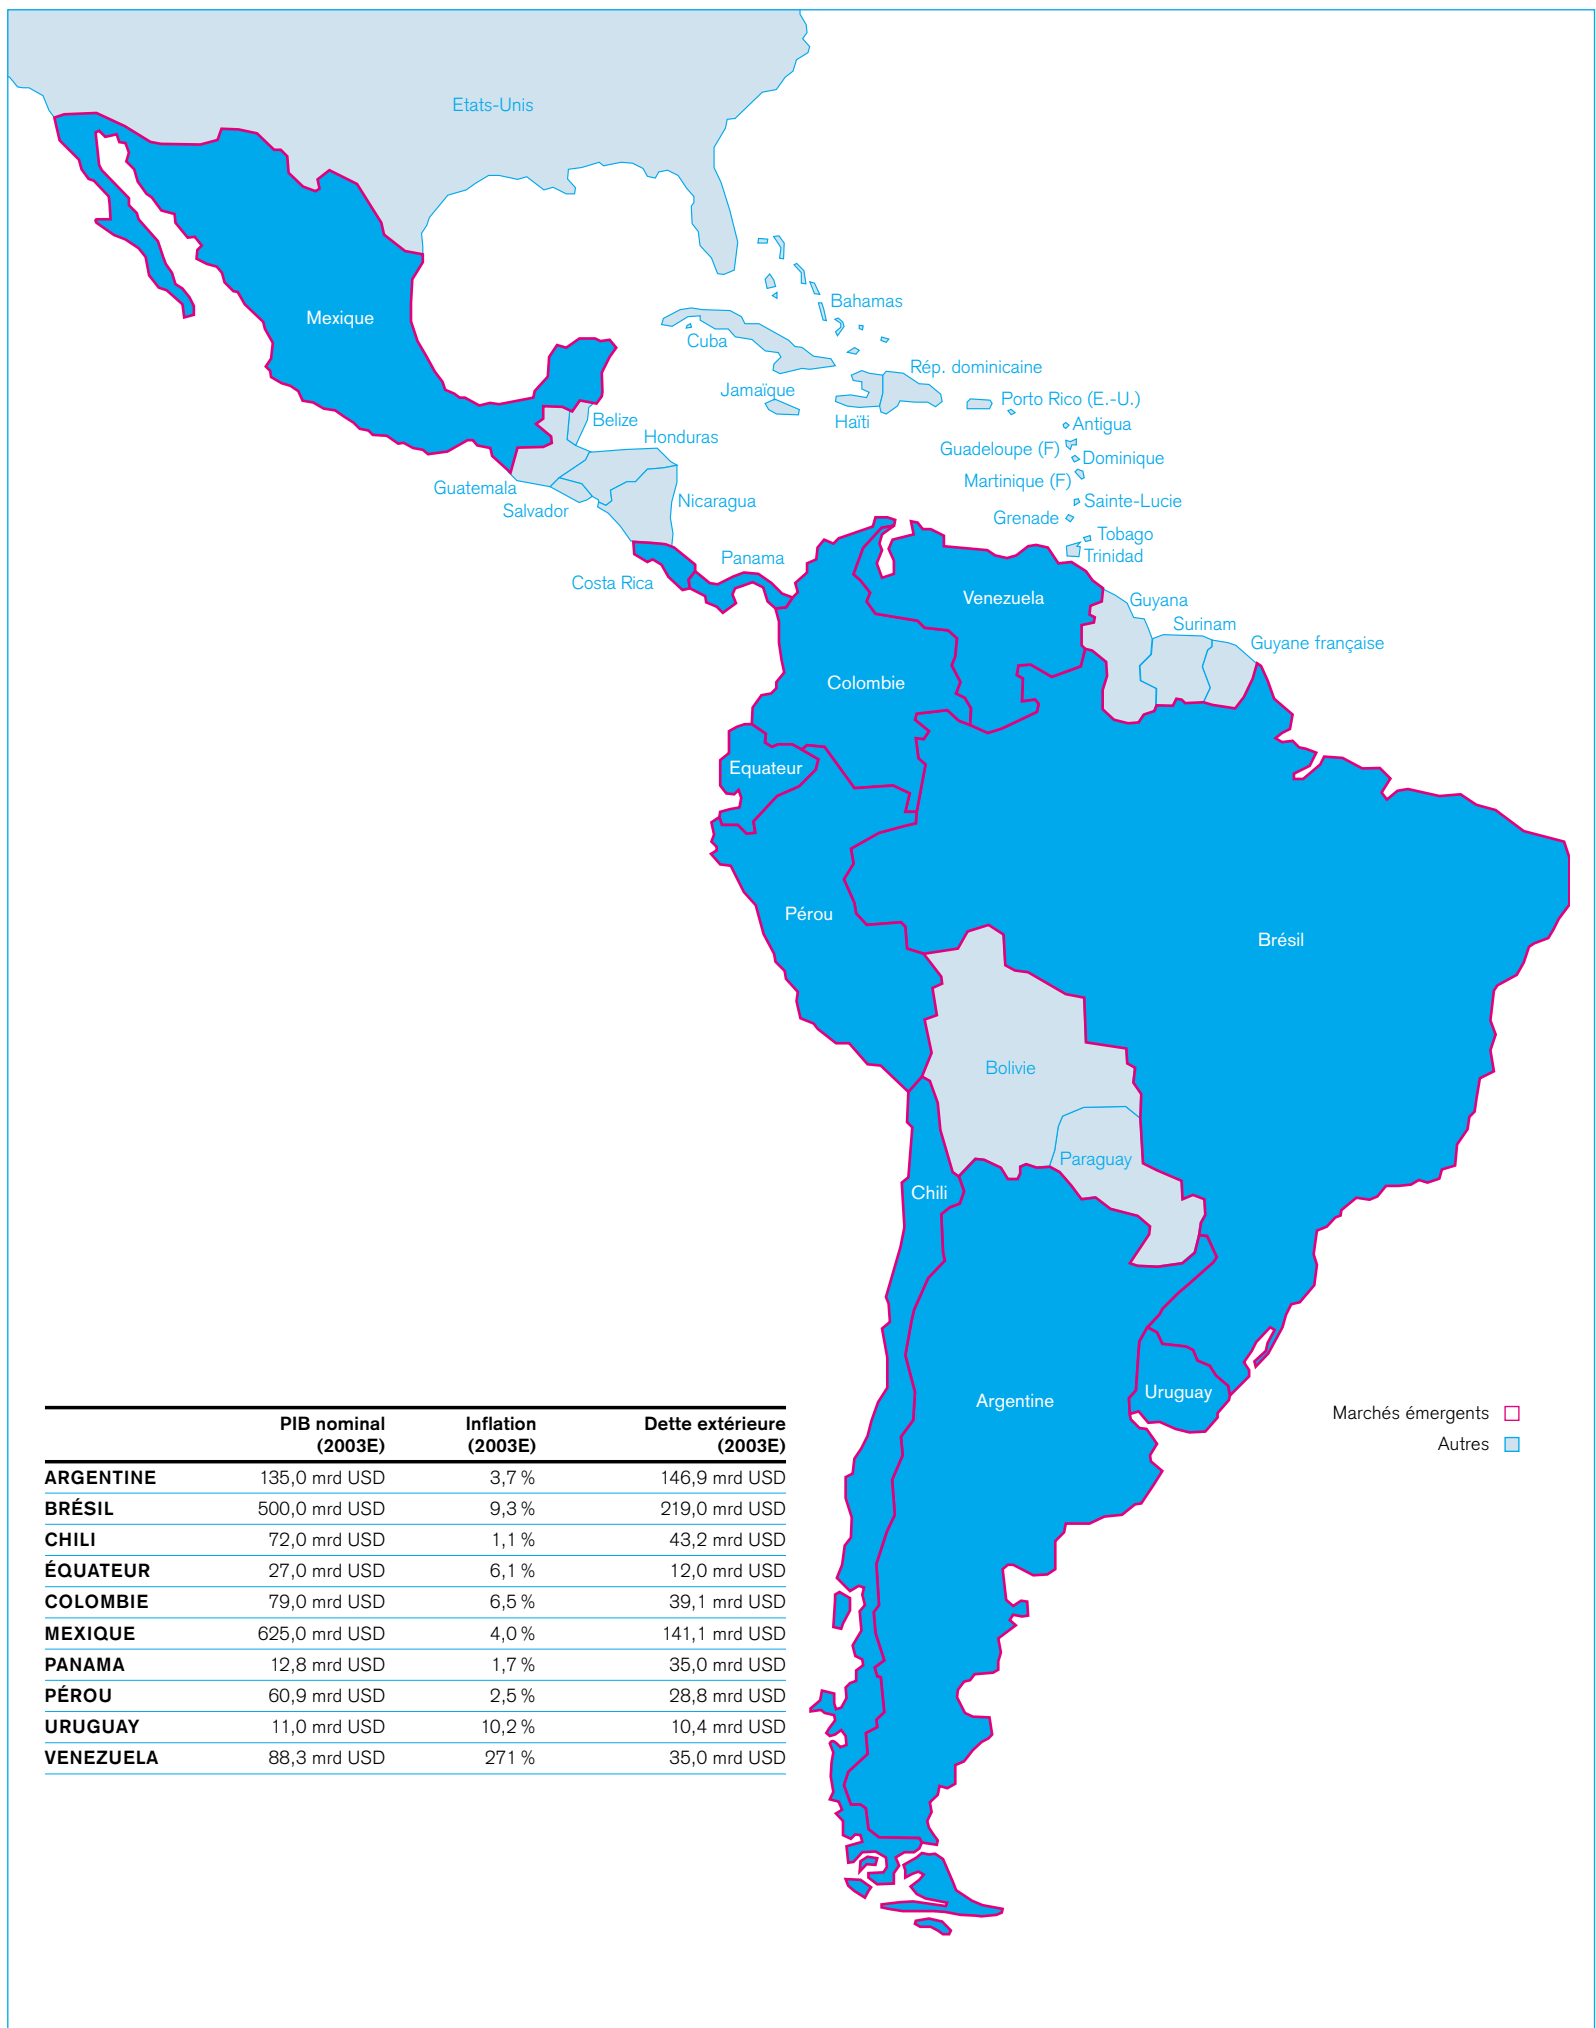 Etats-Unis
Mexique
Bahamas
Cuba
Rép. dominicaine
Jamaïque
Porto Rico (E.-U.)
Haïti
Belize
Antigua
Honduras
Guadeloupe (F)
Dominique
Martinique (F)
Guatemala
Nicaragua
Sainte-Lucie
Salvador
Grenade
Tobago
Panama
Trinidad
Costa Rica
Venezuela
Guyana
Surinam
Guyane française
Colombie
Equateur
Pérou
Brésil
Bolivie
Paraguay
Chili
Uruguay
Argentine
Marchés émergents
Autres
PIB nominal Inflation Dette extérieure
(2003E) (2003E) (2003E)
ARGENTINE 135,0 mrd USD 3,7 % 146,9 mrd USD
BRÉSIL 500,0 mrd USD 9,3 % 219,0 mrd USD
CHILI 72,0 mrd USD 1,1 % 43,2 mrd USD
ÉQUATEUR 27,0 mrd USD 6,1 % 12,0 mrd USD
COLOMBIE 79,0 mrd USD 6,5 % 39,1 mrd USD
MEXIQUE 625,0 mrd USD 4,0 % 141,1 mrd USD
PANAMA 12,8 mrd USD 1,7 % 35,0 mrd USD
PÉROU 60,9 mrd USD 2,5 % 28,8 mrd USD
URUGUAY 11,0 mrd USD 10,2 % 10,4 mrd USD
VENEZUELA 88,3 mrd USD 271 % 35,0 mrd USD